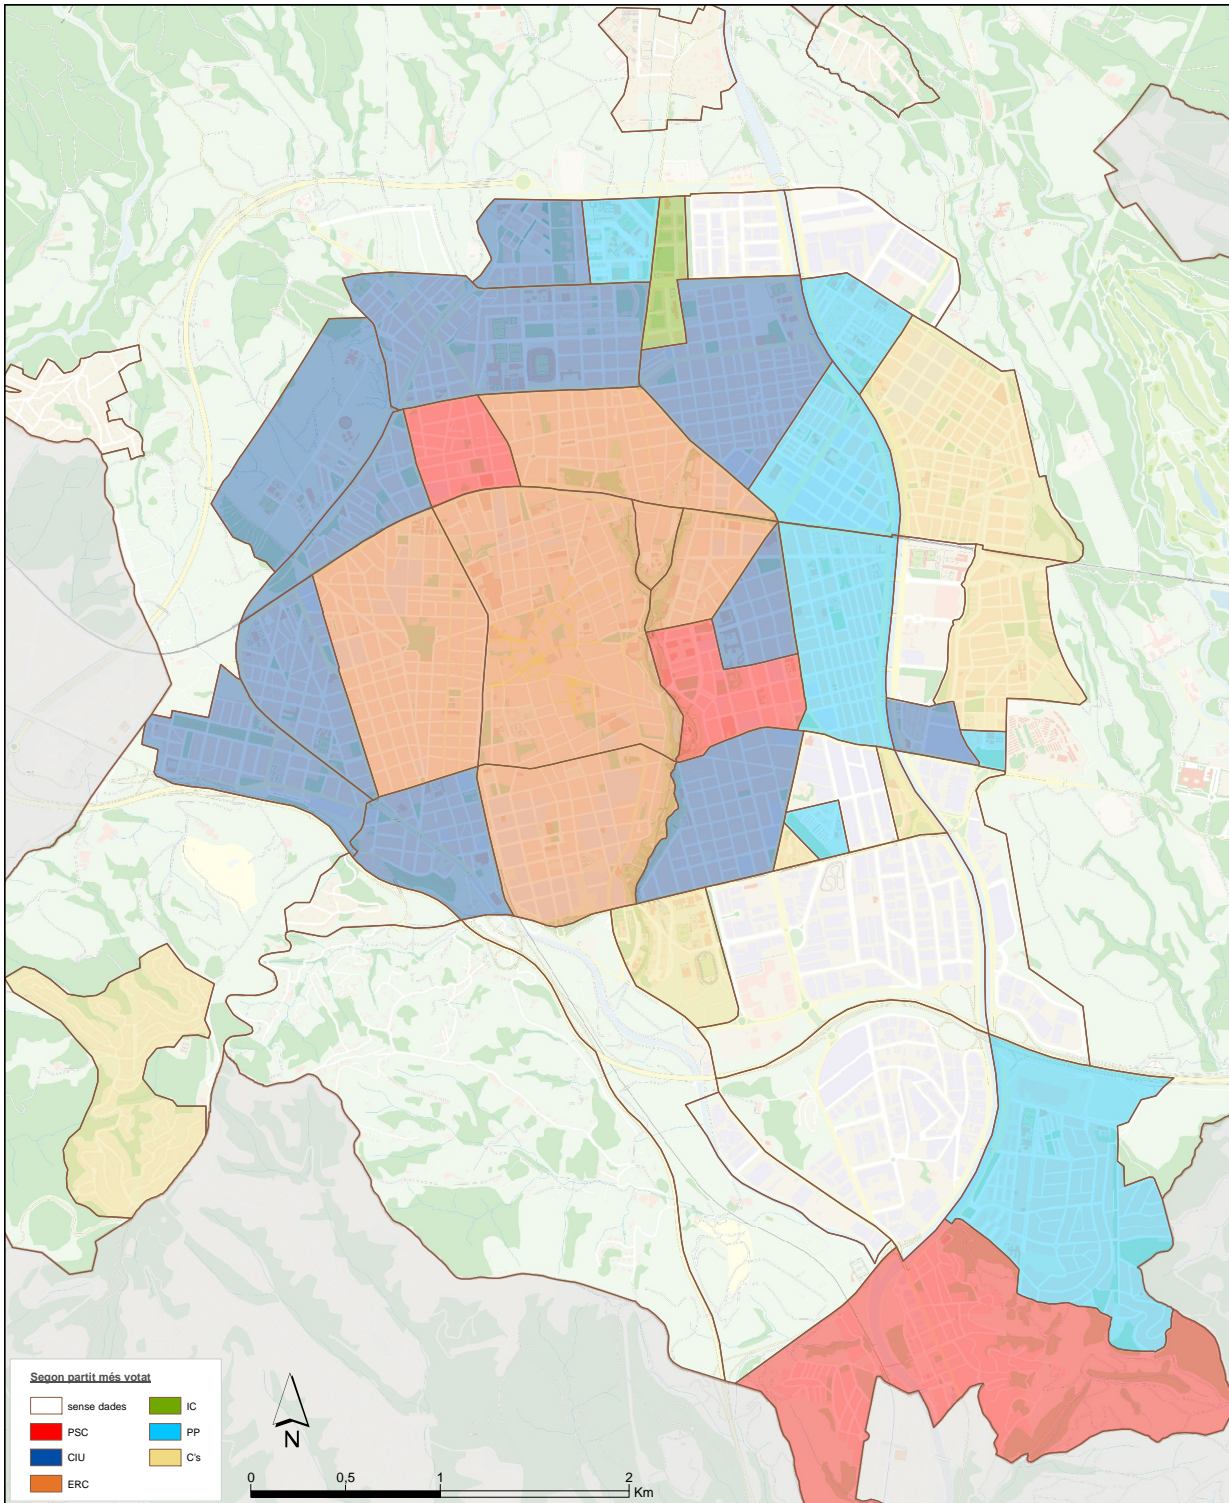 Segon partit més votat
sense dades
IC
PSC
PP
CIU
C's
ERC
N
0
0,5
1
2
Km